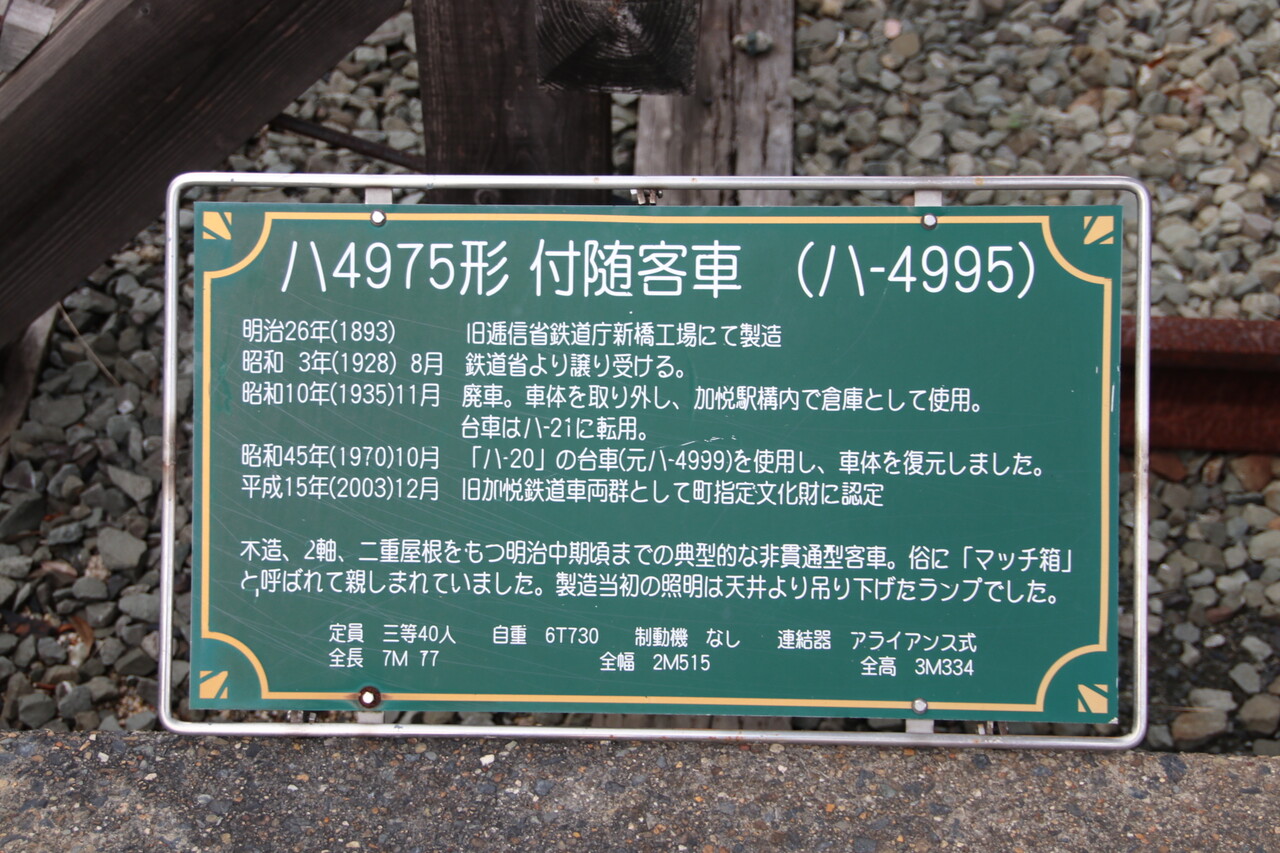 ハ4975形 付随客車 (ハ-4995)
明治26年(1893) 旧逓信省鉄道庁新橋工場にて製造
昭和 3年(1928) 8月 鉄道省より譲り受ける。
昭和10年(1935)11月 廃車。車体を取り外し、加悦駅構内で倉庫として使用。
台車はハ-21に転用。
昭和45年(1970)10月 「ハ-20」の台車(元ハ-4999)を使用し、車体を復元しました。
平成15年(2003)12月 旧加悦鉄道車両群として町指定文化財に認定
木造、2軸、二重屋根をもつ明治中期頃までの典型的な非貫通型客車。俗に「マッチ箱」
と呼ばれて親しまれていました。製造当初の照明は天井より吊り下げたランプでした。
定員 三等40人 自重 6T730 制動機 なし 連結器 アライアンス式
全長 7M 77 全幅 2M515 全高 3M334